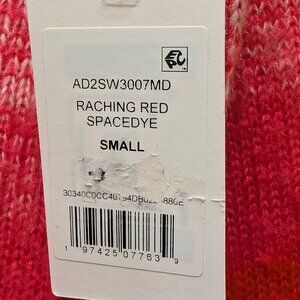 AD2SW3007MD
RACHING RED
SPACEDYE
SMALL
1 97425 07763 9